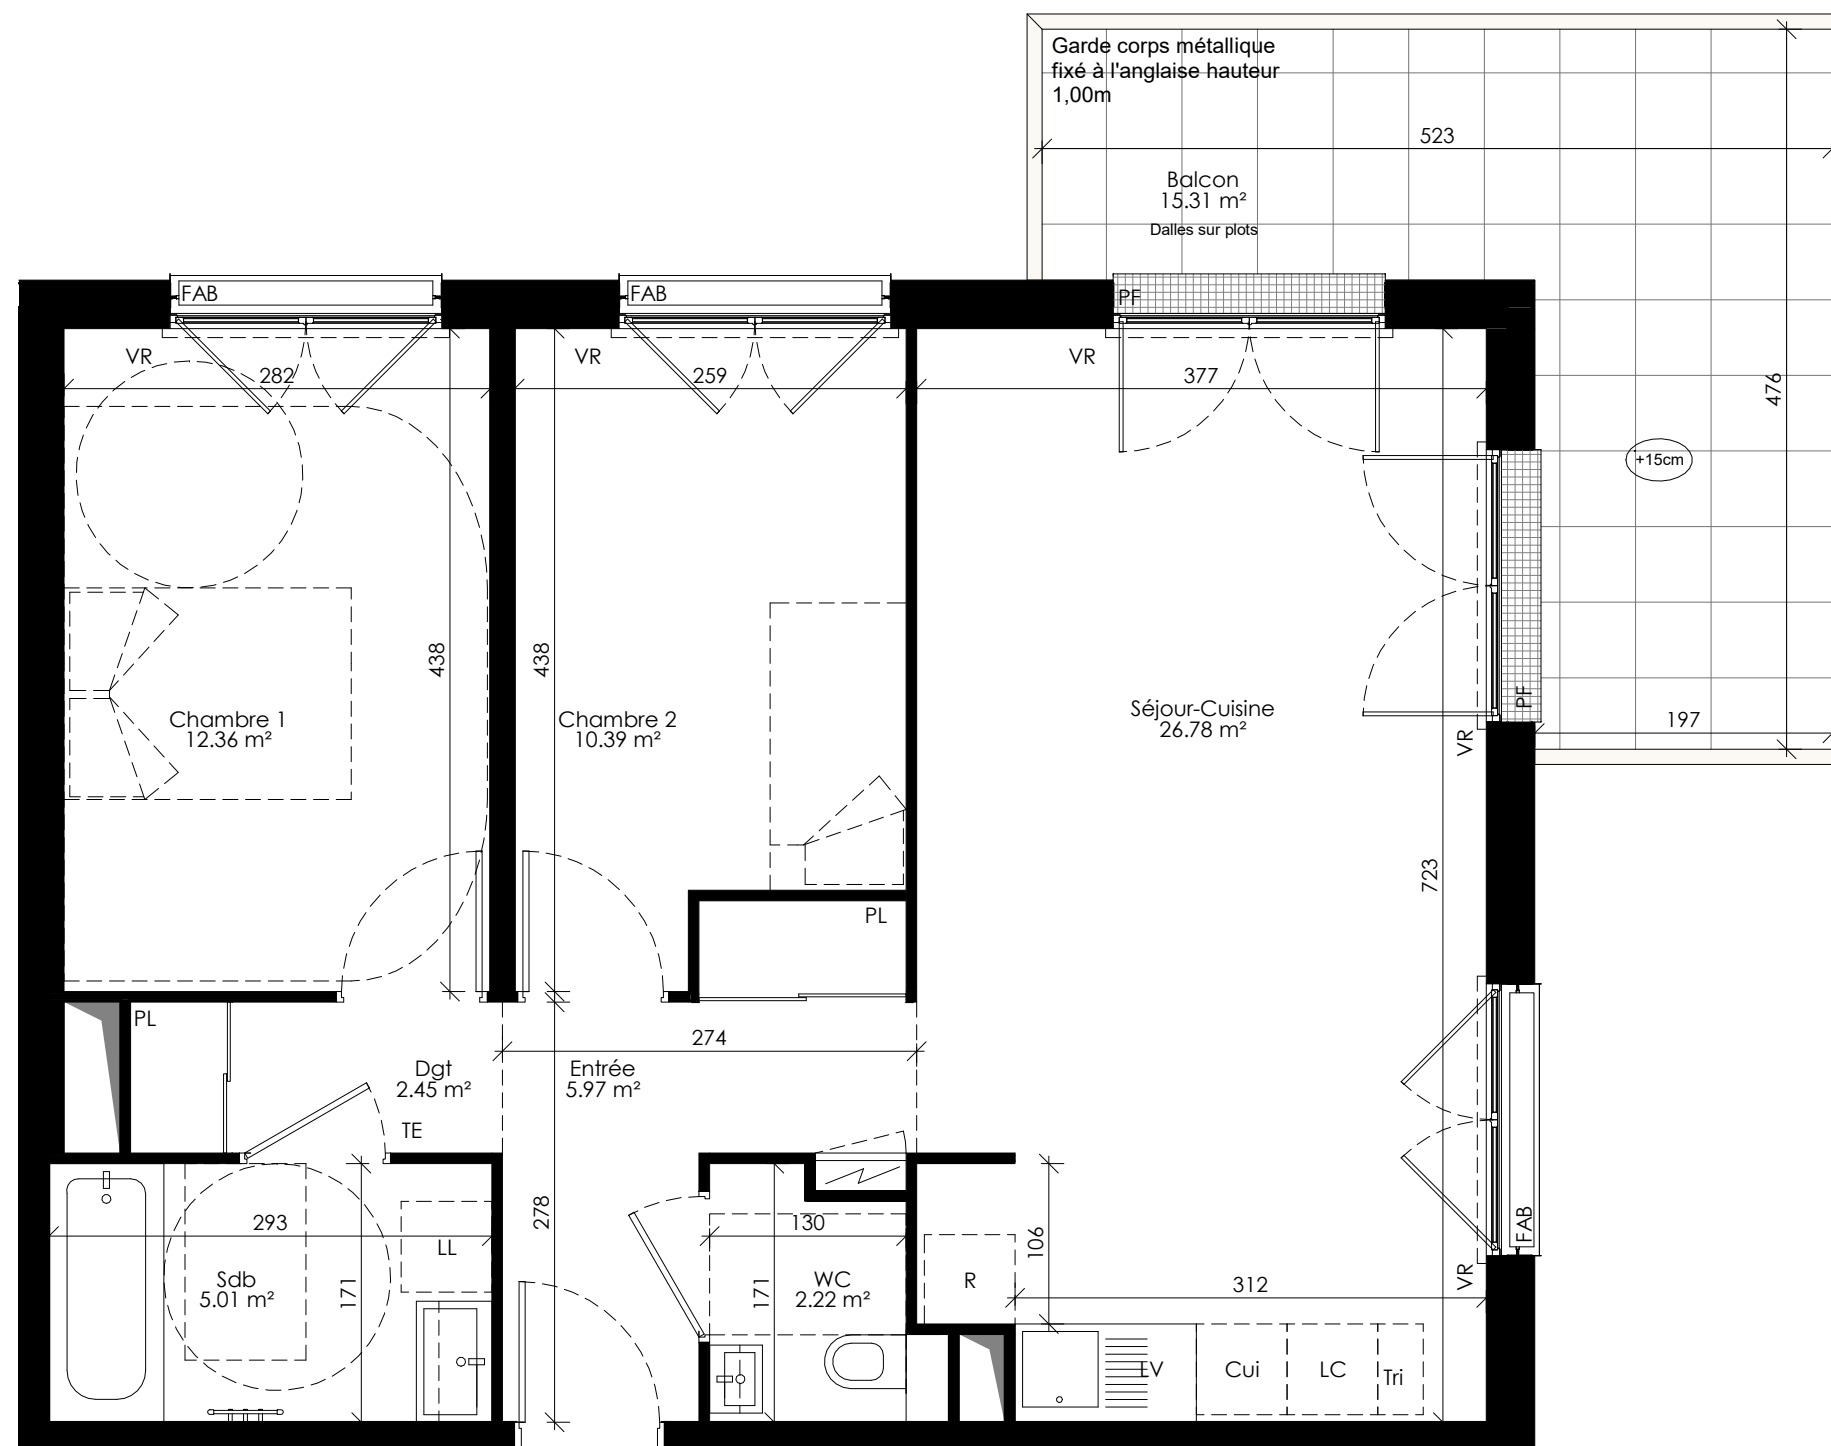 Garde corps métallique
fixé à l'anglaise hauteur
1,00m
523
Balcon
15.31 m²
Dalles sur plots
FAB
FAB
PF
VR
VR
VR
282
259
377
476
+15cm
438
438
Chambre 1
12.36 m²
Chambre 2
10.39 m²
Séjour-Cuisine
26.78 m²
PF
197
VR
723
PL
PL
274
Dgt
2.45 m²
Entrée
5.97 m²
TE
278
293
130
106
FAB
LL
Sdb
5.01 m²
171
171
WC
2.22 m²
R
312
VR
LV
Cui
LC
Tri